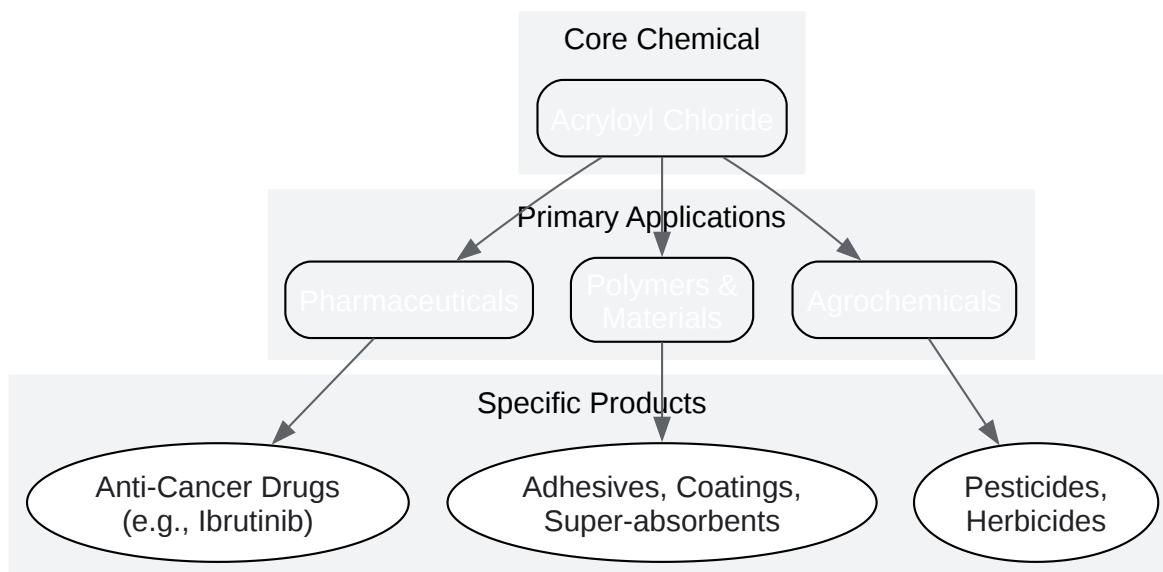 Core Chemical
Acryloyl Chloride
Primary Applications
Pharmaceuticals
Polymers &
Materials
Agrochemicals
Specific Products
Anti-Cancer Drugs
(e.g., Ibrutinib)
Adhesives, Coatings,
Super-absorbents
Pesticides,
Herbicides